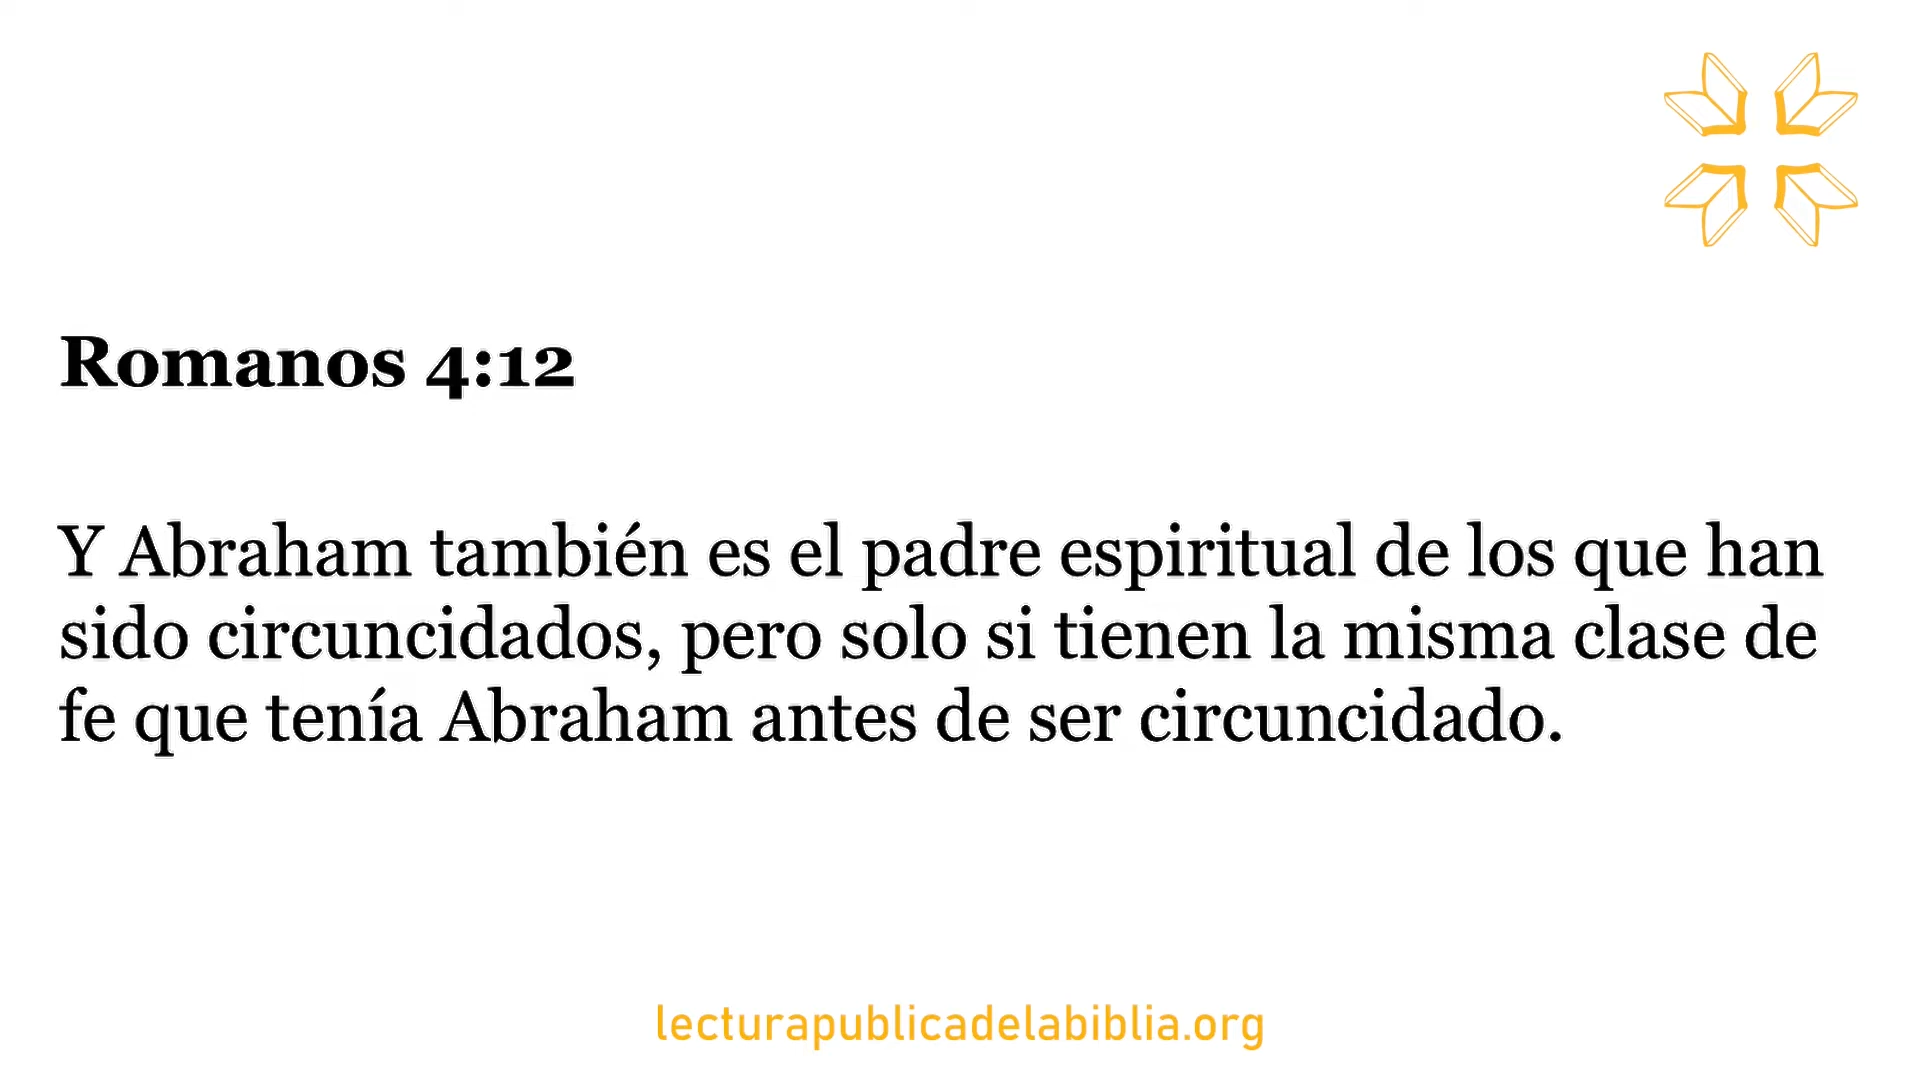 Romanos 4:12
Y Abraham también es el padre espiritual de los que han
sido circuncidados, pero solo si tienen la misma clase de
fe que tenía Abraham antes de ser circuncidado.
lecturapublicadelabiblia.org